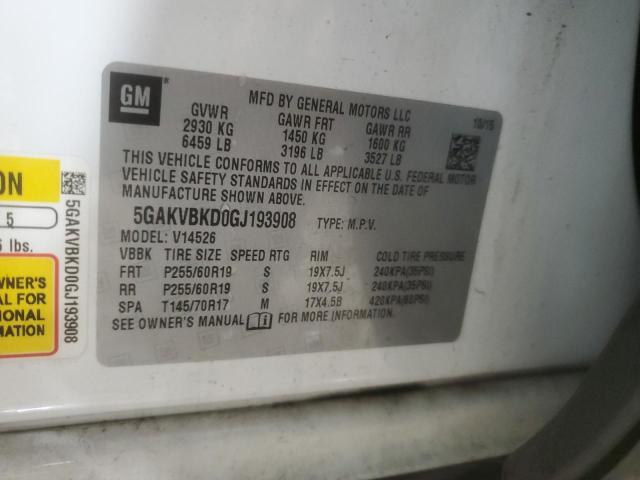 GM
MFD BY GENERAL MOTORS LLC
10/15
GVWR GAWR FRT GAWR RR
2930 KG 1450 KG 1600 KG
6459 LB 3196 LB 3527 LB
THIS VEHICLE CONFORMS TO ALL APPLICABLE U.S. FEDERAL MOTOR
VEHICLE SAFETY STANDARDS IN EFFECT ON THE DATE OF
MANUFACTURE SHOWN ABOVE.
5GAKVBKD0GJ193908 TYPE: M.P.V.
MODEL: V14526
VBBK TIRE SIZE SPEED RTG RIM COLD TIRE PRESSURE
FRT P255/60R19 S 19X7.5J 240KPA(35PSI)
RR P255/60R19 S 19X7.5J 240KPA(35PSI)
SPA T145/70R17 M 17X4.5B 420KPA(60PSI)
SEE OWNER'S MANUAL FOR MORE INFORMATION.
ON
5
lbs.
OWNER'S
AL FOR
IONAL
MATION
5GAKVBKD0GJ193908